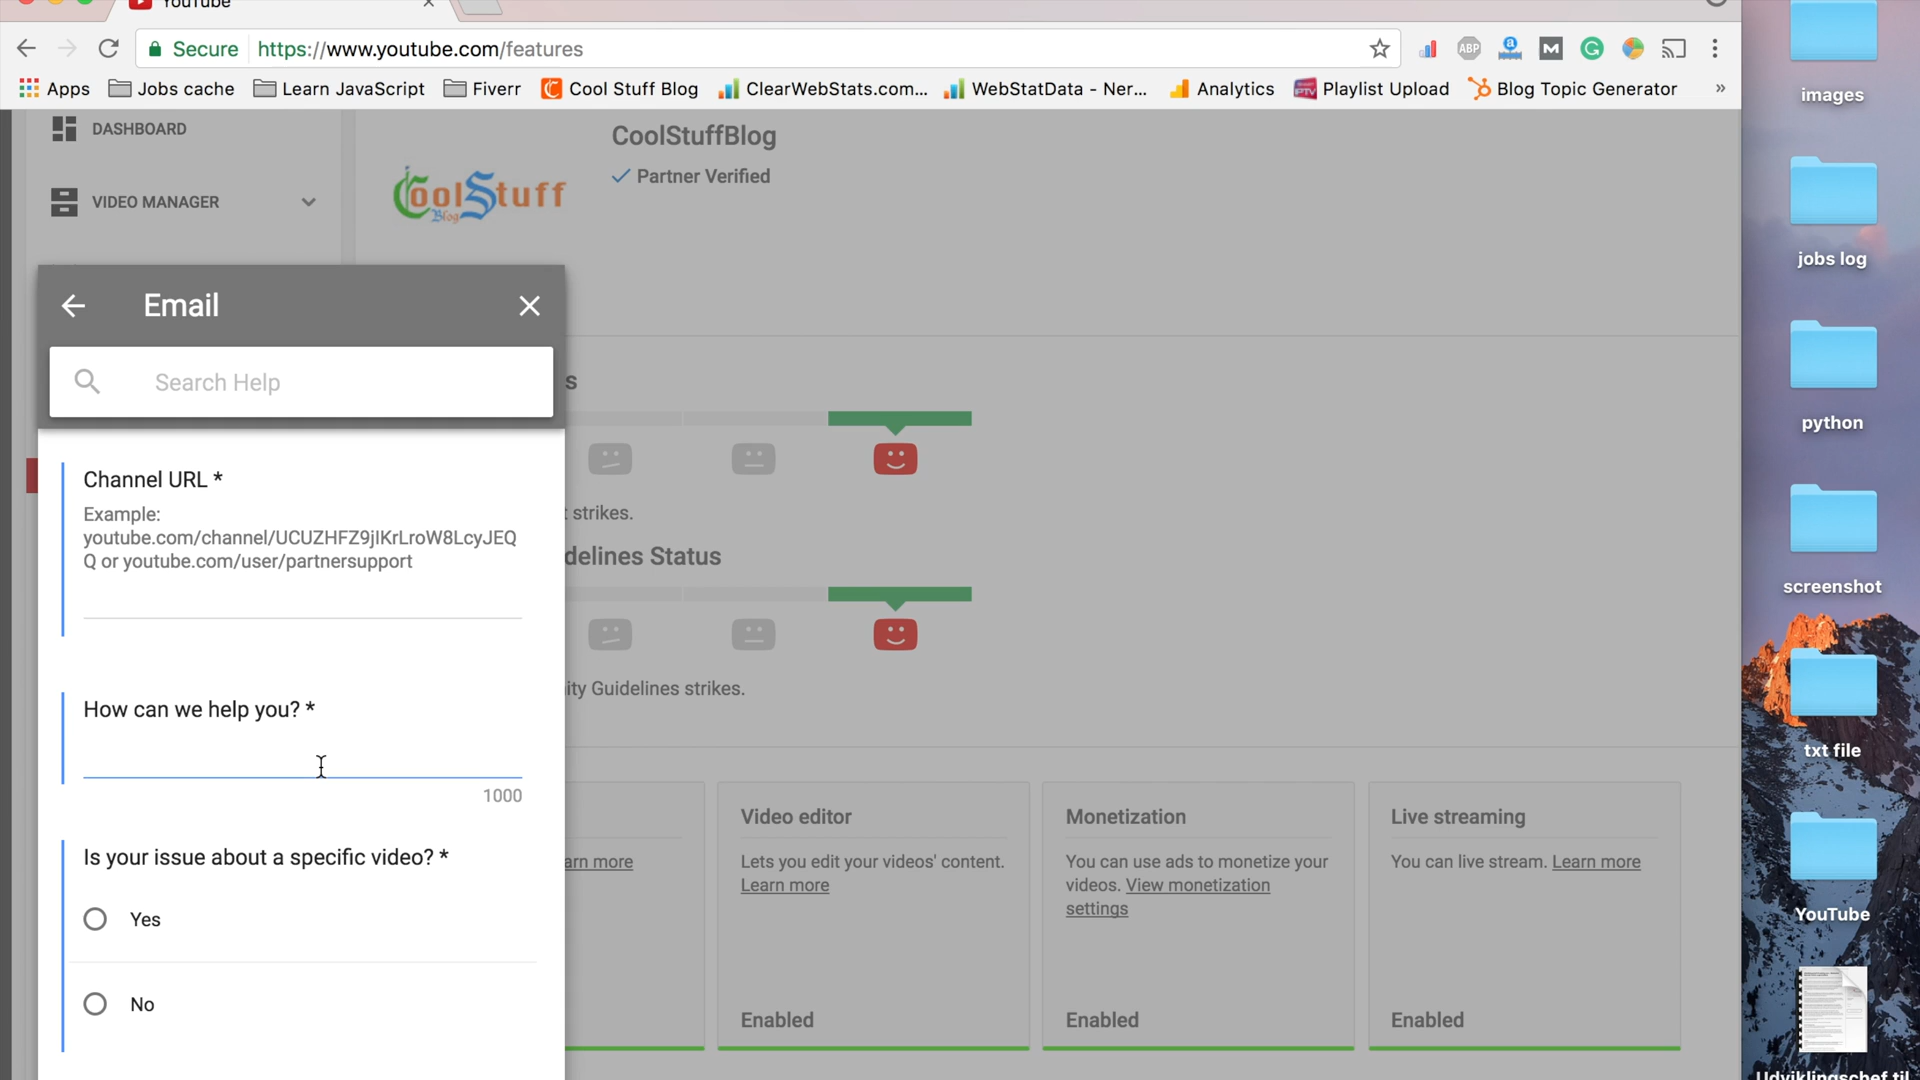 YouTube
Secure https://www.youtube.com/features
ABP a M G
Apps Jobs cache Learn JavaScript Fiverr Cool Stuff Blog ClearWebStats.com... WebStatData - Ner... Analytics Playlist Upload Blog Topic Generator »
DASHBOARD
VIDEO MANAGER
CoolStuff
Blog
CoolStuffBlog
Partner Verified
Email
Search Help
Channel URL *
Example:
youtube.com/channel/UCUZHFZ9jIKrLroW8LcyJEQ
Q or youtube.com/user/partnersupport
How can we help you? *
1000
Is your issue about a specific video? *
Yes
No
s
t strikes.
delines Status
ity Guidelines strikes.
arn more
Video editor
Lets you edit your videos' content.
Learn more
Enabled
Monetization
You can use ads to monetize your
videos. View monetization
settings
Enabled
Live streaming
You can live stream. Learn more
Enabled
images
jobs log
python
screenshot
txt file
YouTube
Udviklingschef til